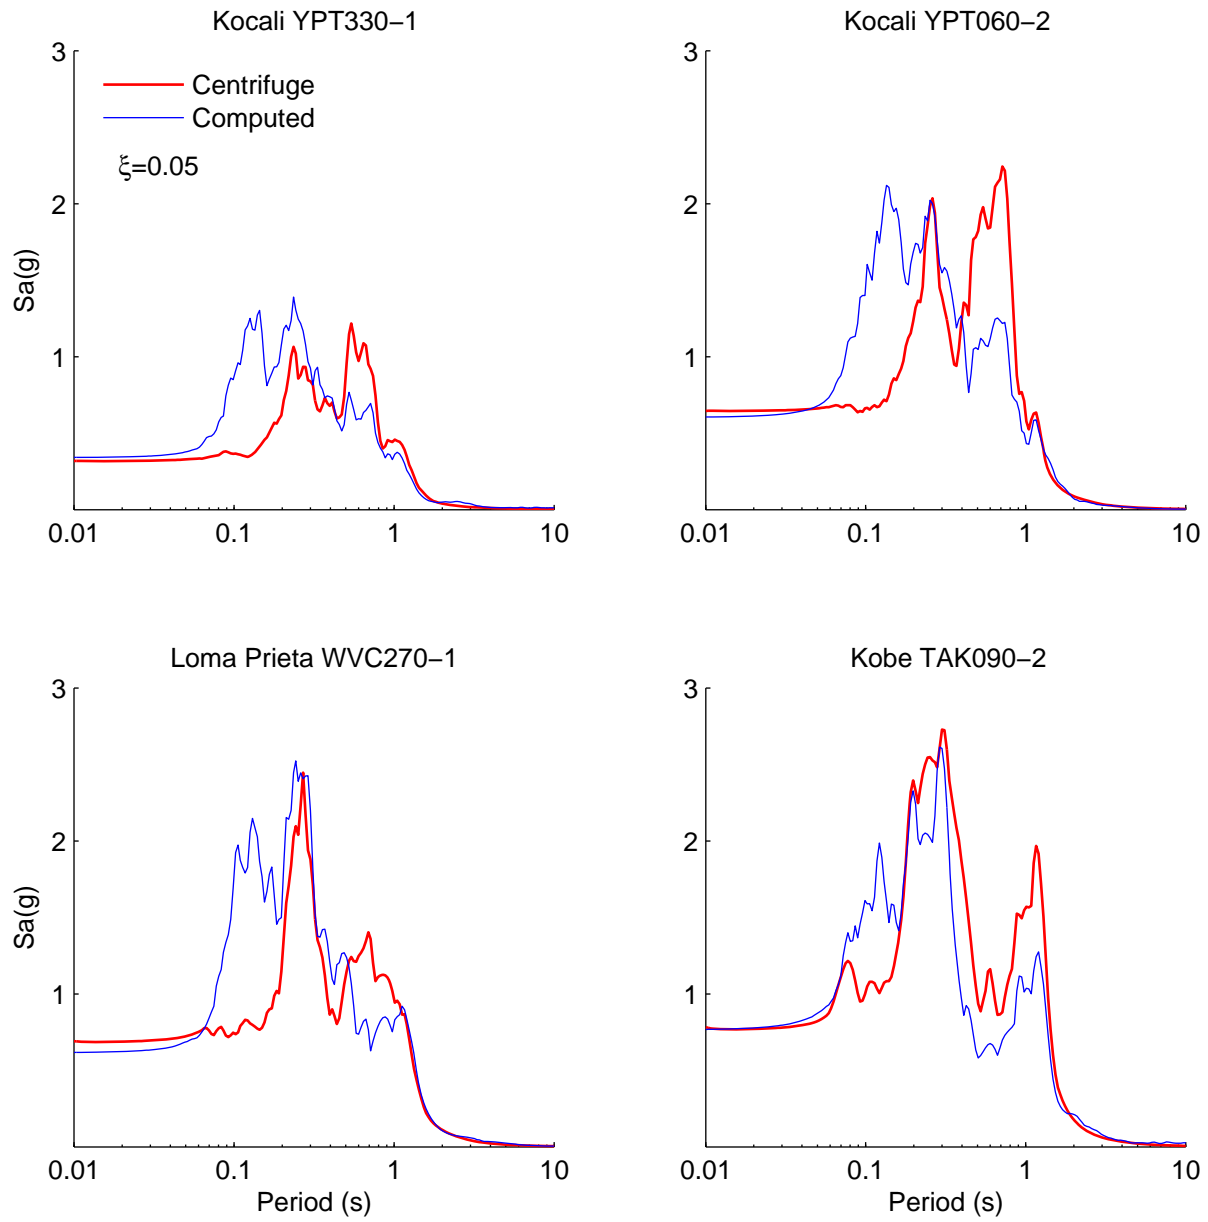 Kocali YPT330−1
3
Centrifuge
Computed
ξ=0.05
2
1
Sa(g)
0.01 0.1 1 10
Kocali YPT060−2
3
2
1
0.01 0.1 1 10
Loma Prieta WVC270−1
3
2
1
Sa(g)
0.01 0.1 1 10
Period (s)
Kobe TAK090−2
3
2
1
0.01 0.1 1 10
Period (s)